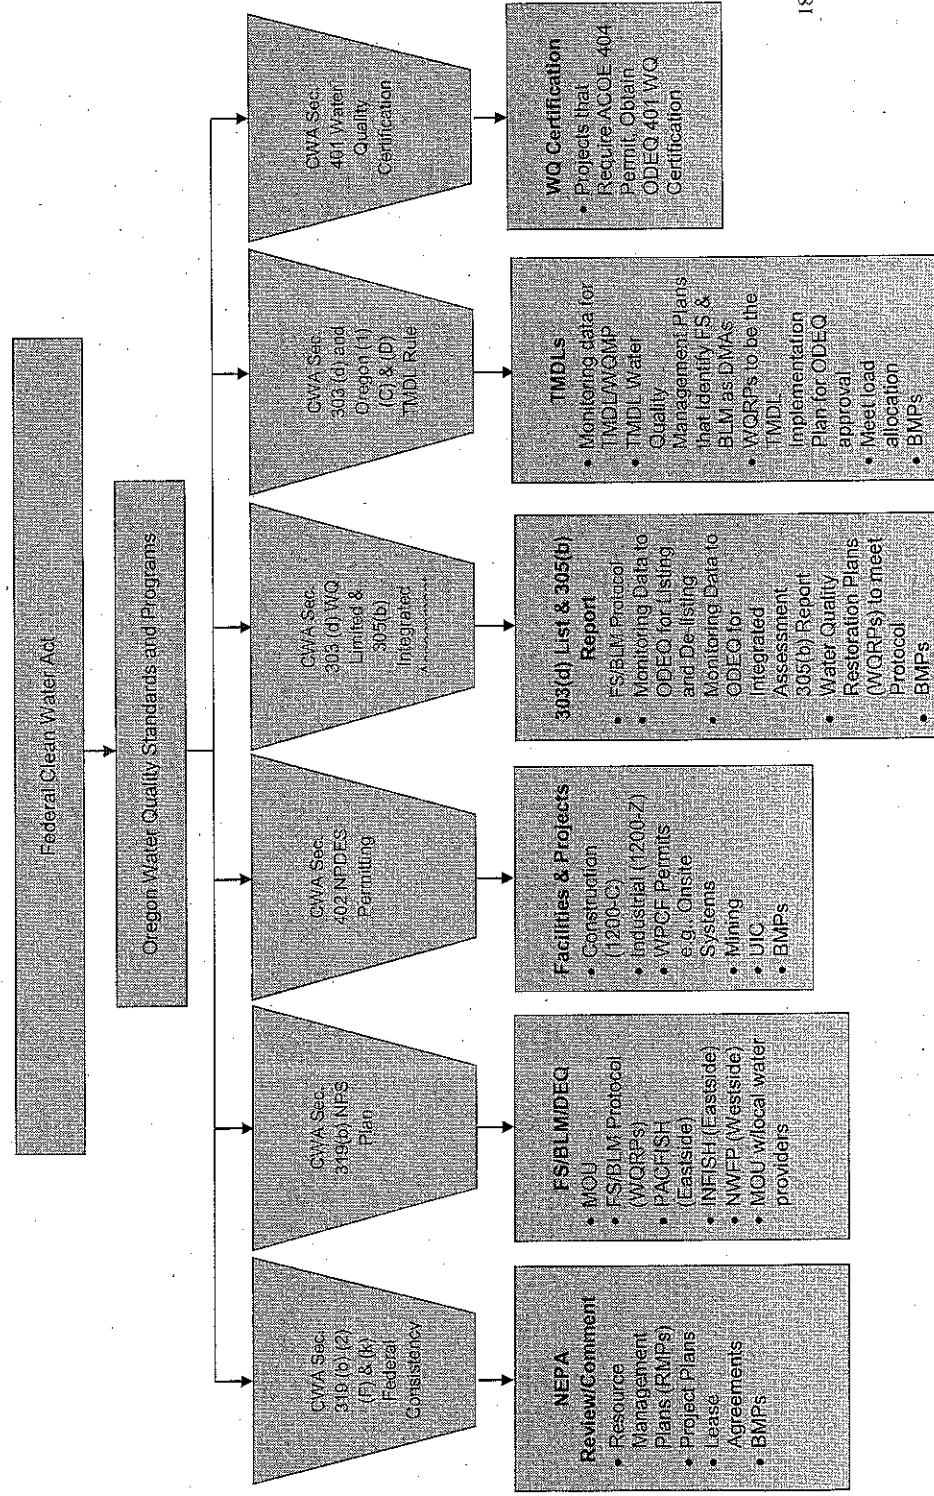 Federal Clean Water Act
Oregon Water Quality Standards and Programs
CWA Sec.
319 (b) (2)
(F) & (k)
Federal
Consistency
CWA Sec.
319(b) NPS
Plan
CWA Sec.
402 NPDES
Permitting
CWA Sec.
303 (d) WQ
Limited &
305(b)
Integrated
CWA Sec.
303 (d) and
Oregon (1)
(C) & (D)
TMDL Rule
CWA Sec.
401 Water
Quality
Certification
NEPA
Review/Comment
• Resource
Management
Plans (RMPs)
• Project Plans
• Lease
Agreements
• BMPs
FS/BLM/DEQ
• MOU
• FS/BLM Protocol
(WQRPs)
• PACFISH
(Eastside)
• INFISH (Eastside)
• NWFP (Westside)
• MOU w/local water
providers
Facilities & Projects
• Construction
(1200-C)
• Industrial (1200-Z)
• WPCF Permits
e.g., Onsite
Systems
• Mining
• UIC
• BMPs
303(d) List & 305(b)
Report
• FS/BLM Protocol
• Monitoring Data to
ODEQ for Listing
and De-listing
• Monitoring Data to
ODEQ for
Integrated
Assessment
305(b) Report
• Water Quality
Restoration Plans
(WQRPs) to meet
Protocol
• BMPs
TMDLs
• Monitoring data for
TMDL/WQMP
• TMDL Water
Quality
Management Plans
that Identify FS &
BLM as DMAs
• WQRPs to be the
TMDL
Implementation
Plan for ODEQ
approval
• Meet load
allocation
• BMPs
WQ Certification
• Projects that
Require ACOE 404
Permit, Obtain
ODEQ 401 WQ
Certification
18